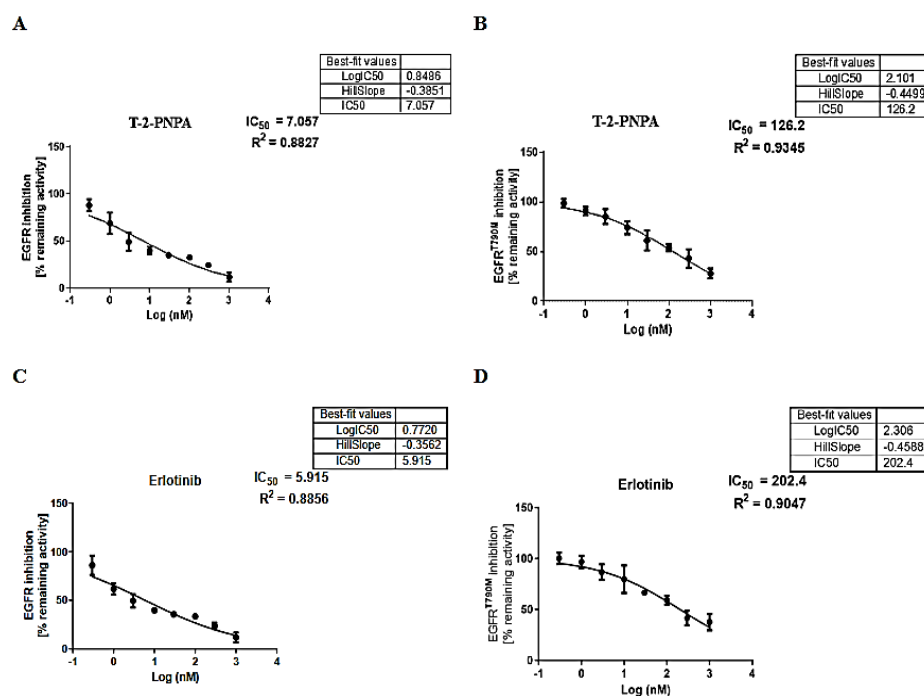 A
Best-fit values
LogIC50 0.8486
HillSlope -0.3851
IC50 7.057
T-2-PNPA
IC50 = 7.057
R2 = 0.8827
EGFR inhibition
[% remaining activity]
150
100
50
0
-1 0 1 2 3 4
Log (nM)
B
Best-fit values
LogIC50 2.101
HillSlope -0.4499
IC50 126.2
T-2-PNPA
IC50 = 126.2
R2 = 0.9345
EGFRT790M inhibition
[% remaining activity]
150
100
50
0
-1 0 1 2 3 4
Log (nM)
C
Best-fit values
LogIC50 0.7720
HillSlope -0.3562
IC50 5.915
Erlotinib
IC50 = 5.915
R2 = 0.8856
EGFR inhibition
[% remaining activity]
150
100
50
0
-1 0 1 2 3 4
Log (nM)
D
Best-fit values
LogIC50 2.306
HillSlope -0.4588
IC50 202.4
Erlotinib
IC50 = 202.4
R2 = 0.9047
EGFRT790M Inhibition
[% remaining activity]
150
100
50
0
-1 0 1 2 3 4
Log (nM)